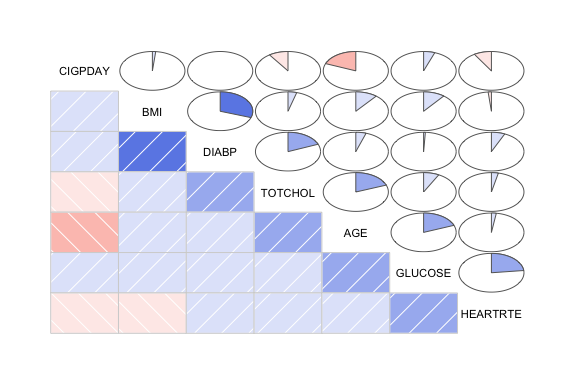 CIGPDAY
BMI
DIABP
TOTCHOL
AGE
GLUCOSE
HEARTRTE